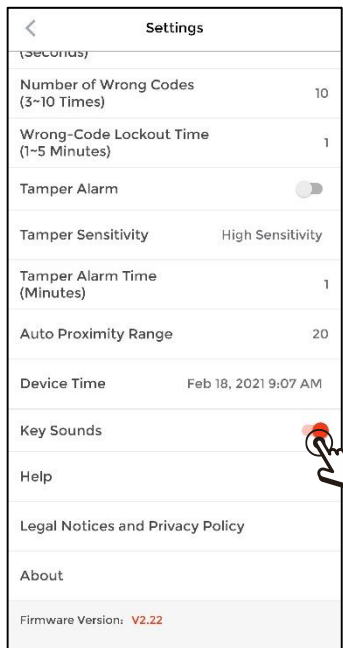 Settings
(Seconds)
Number of Wrong Codes
(3~10 Times)
10
Wrong-Code Lockout Time
(1~5 Minutes)
1
Tamper Alarm
Tamper Sensitivity High Sensitivity
Tamper Alarm Time
(Minutes)
1
Auto Proximity Range 20
Device Time Feb 18, 2021 9:07 AM
Key Sounds
Help
Legal Notices and Privacy Policy
About
Firmware Version: V2.22